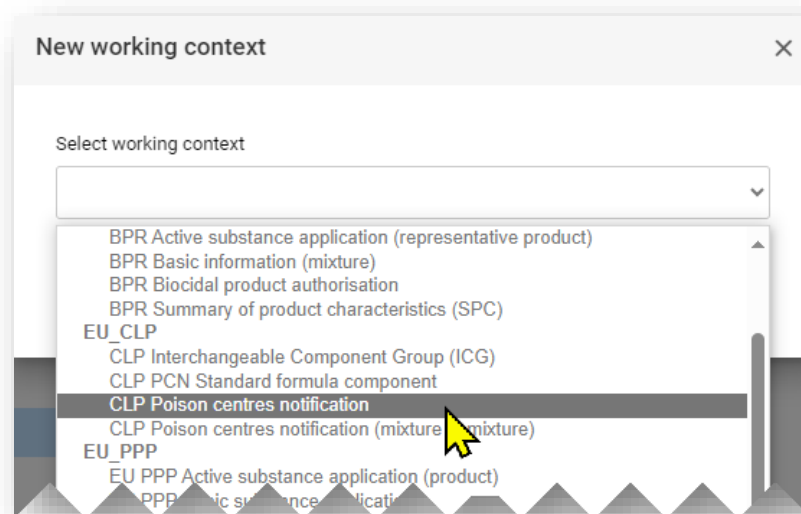 New working context
Select working context
BPR Active substance application (representative product)
BPR Basic information (mixture)
BPR Biocidal product authorisation
BPR Summary of product characteristics (SPC)
EU_CLP
CLP Interchangeable Component Group (ICG)
CLP PCN Standard formula component
CLP Poison centres notification
CLP Poison centres notification (mixture mixture)
EU_PPP
EU PPP Active substance application (product)
PPP